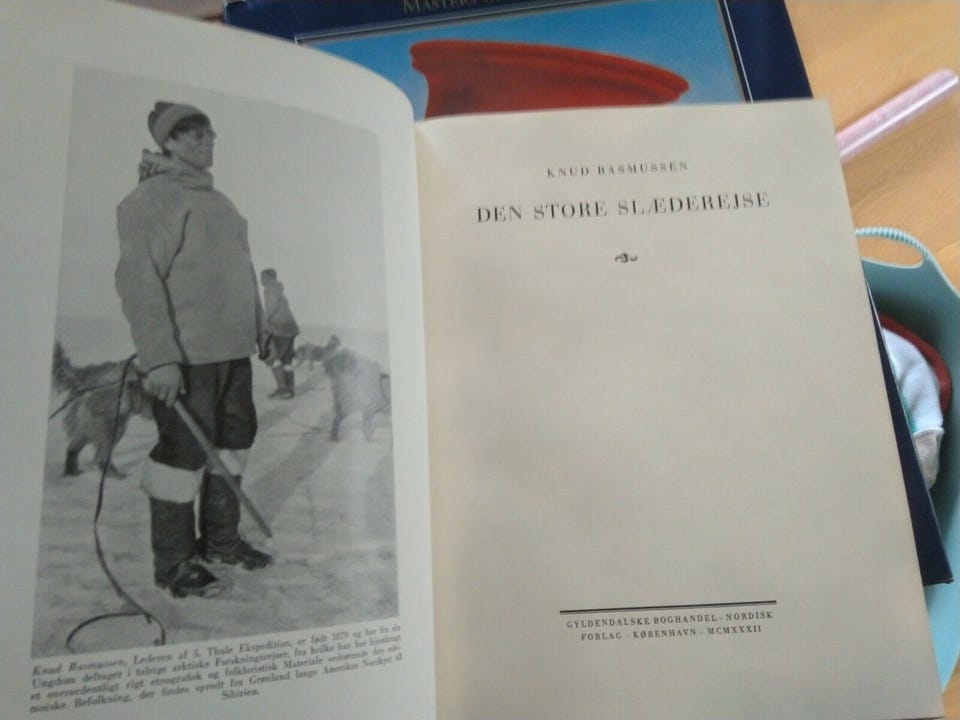 Knud Rasmussen, Lederen af 5. Thule Ekspedition, er født 1879 og har fra sin
Ungdom deltaget i talrige arktiske Forskningsrejser, fra hvilke han har hjembragt
et overordentligt rigt etnografisk og folkloristisk Materiale vedrørende den eski-
moiske Befolkning, der findes spredt fra Grønland langs Amerikas Nordkyst til
Sibirien.
KNUD RASMUSSEN
DEN STORE SLÆDEREJSE
GYLDENDALSKE BOGHANDEL · NORDISK
FORLAG · KØBENHAVN · MCMXXXII